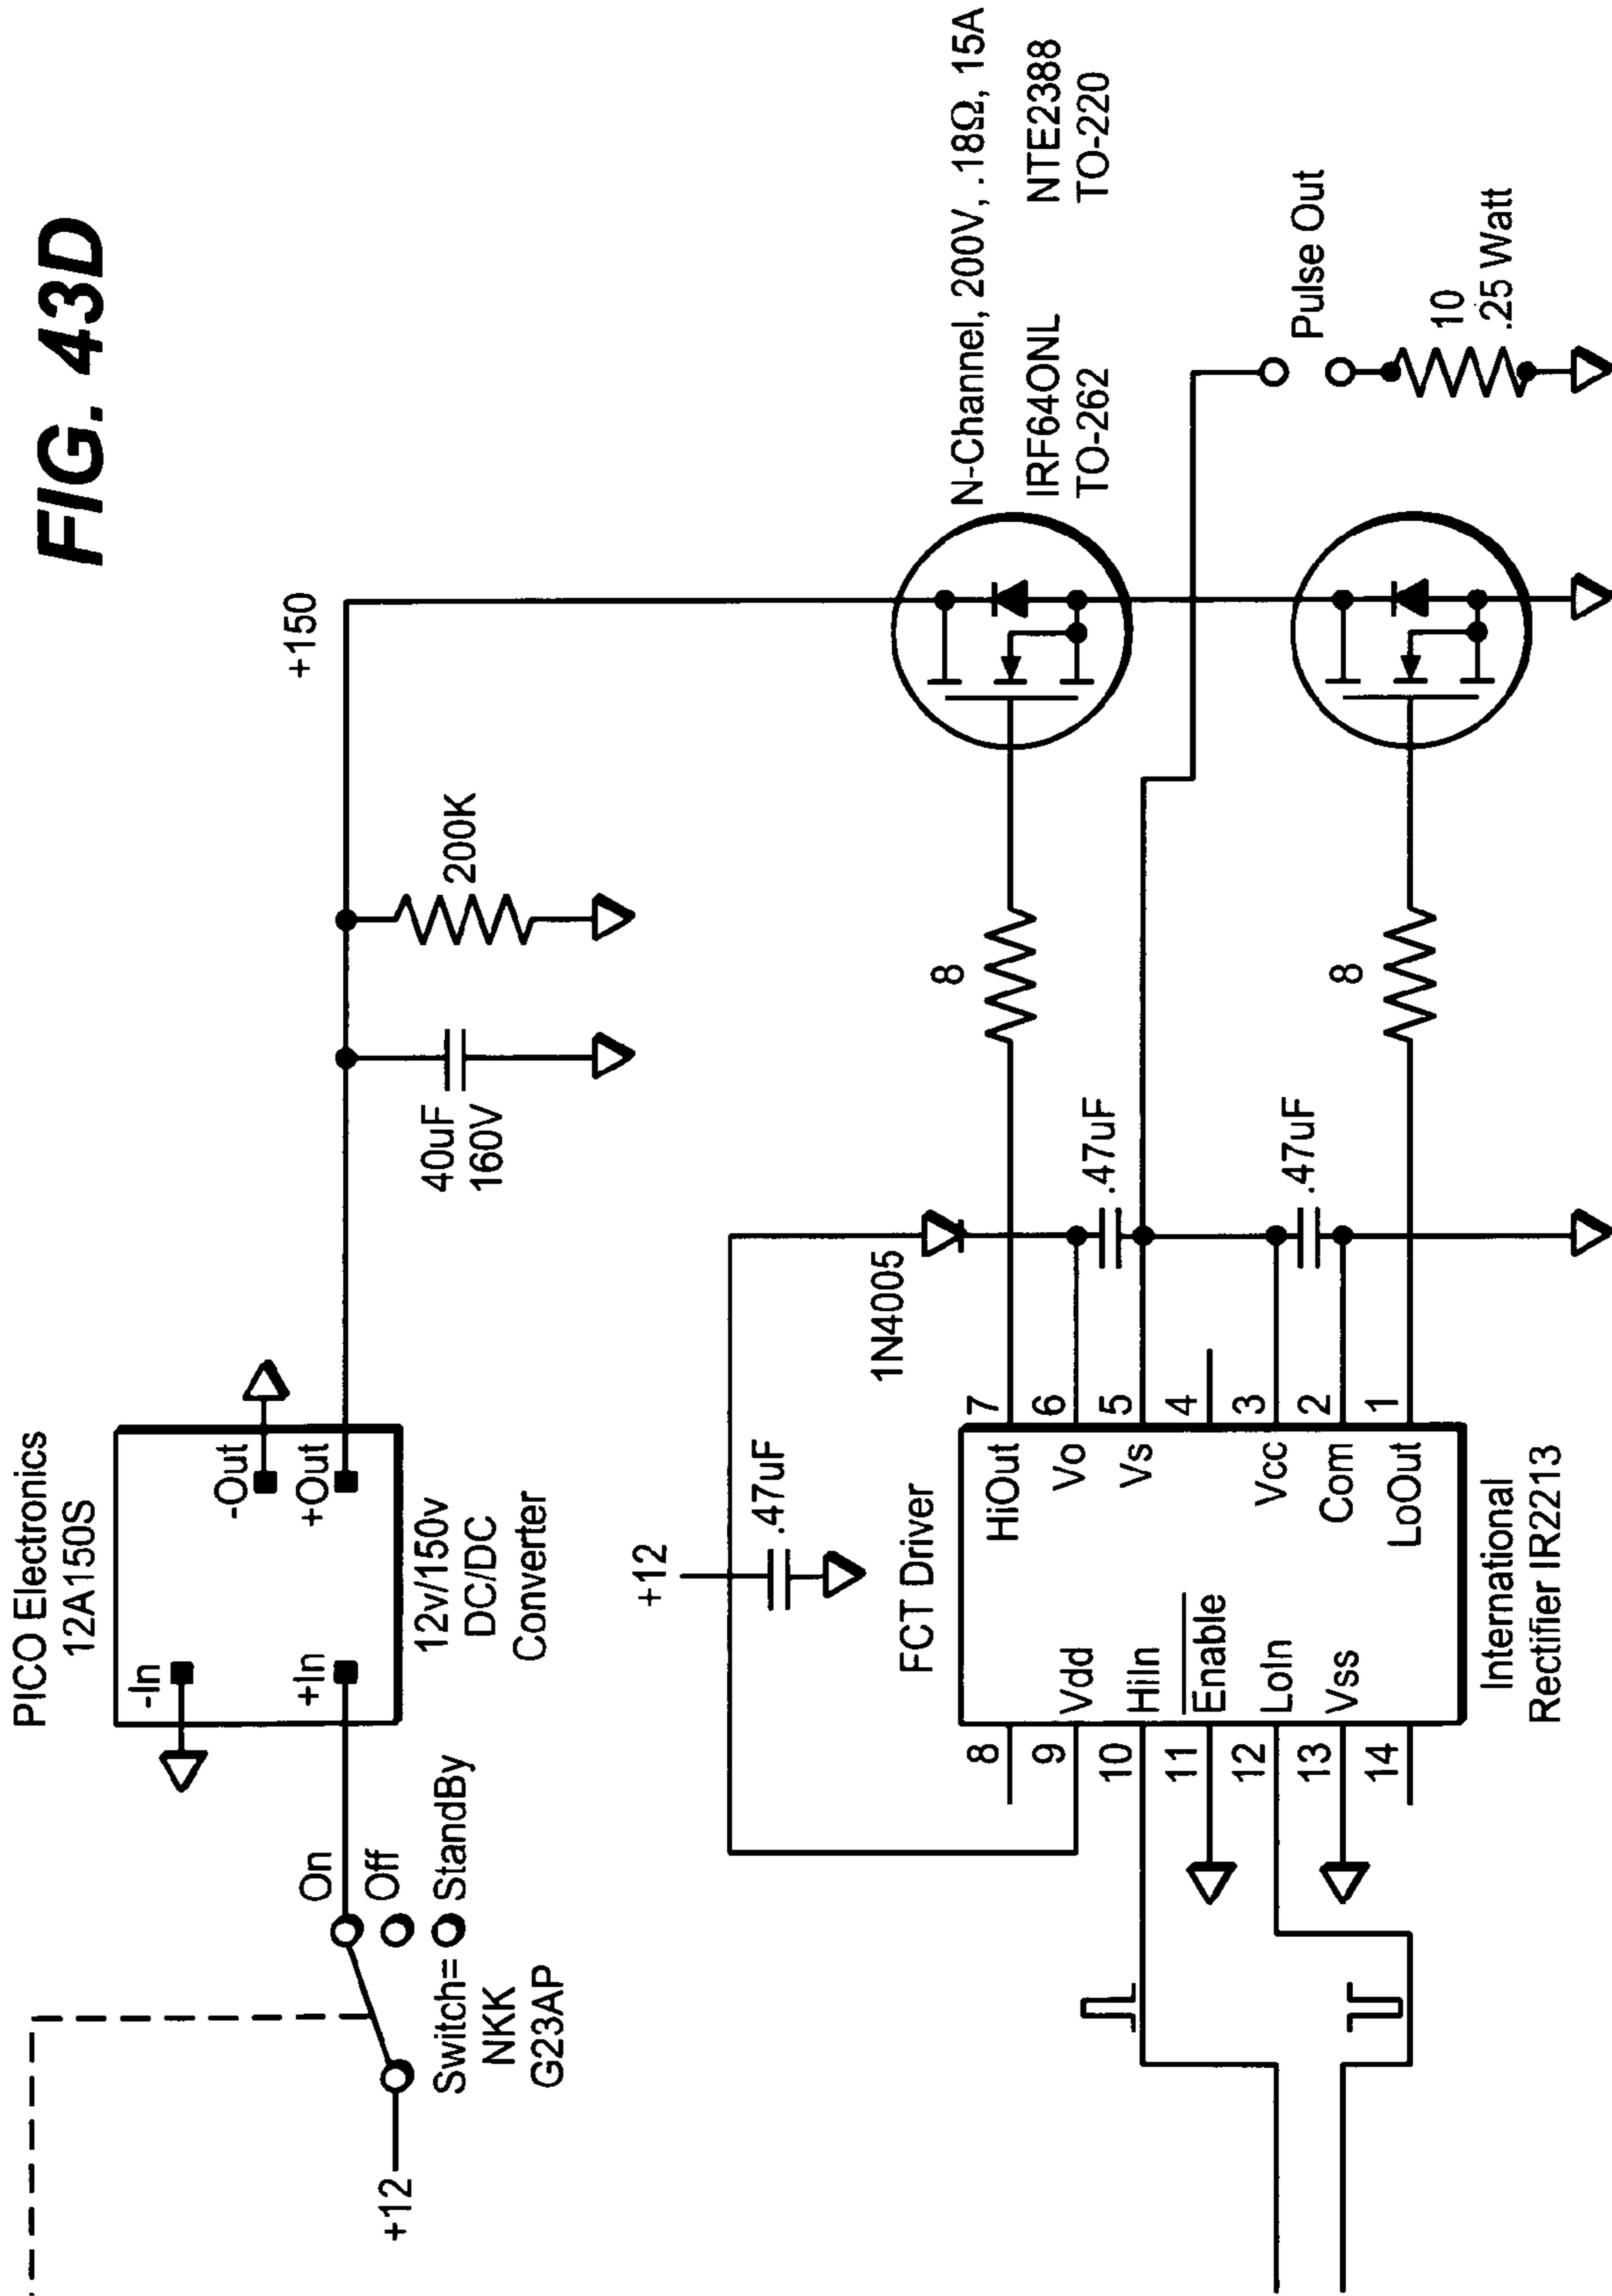 FIG. 43D
PICO Electronics
12A150S
-In
+In
-Out
+Out
12v/150v
DC/DC
Converter
+12
On
Off
StandBy
Switch=
NKK
G23AP
40uF
160V
200K
+150
+12
.47uF
1N4005
FCT Driver
8
9
10
11
12
13
14
Vdd
HiIn
Enable
LoIn
Vss
HiOut
Vo
Vs
Vcc
Com
LoOut
7
6
5
4
3
2
1
International
Rectifier IR2213
.47uF
.47uF
8
8
N-Channel, 200V, .18Ω, 15A
IRF64ONL NTE2388
TO-262 TO-220
Pulse Out
10
.25 Watt